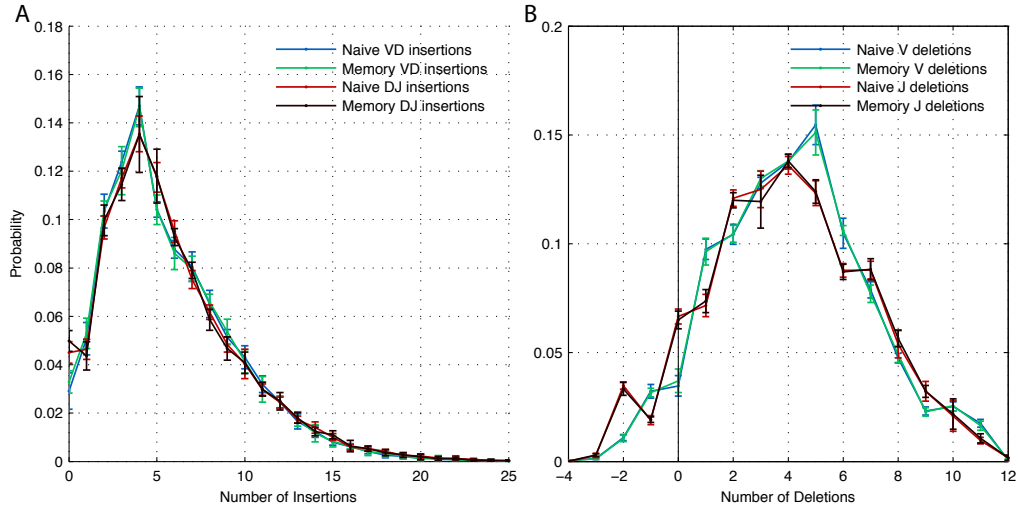 A
0.18
0.16
0.14
0.12
0.1
0.08
0.06
0.04
0.02
0
Probability
Naive VD insertions
Memory VD insertions
Naive DJ insertions
Memory DJ insertions
0 5 10 15 20 25
Number of Insertions
B
0.2
0.15
0.1
0.05
0
Naive V deletions
Memory V deletions
Naive J deletions
Memory J deletions
−4 −2 0 2 4 6 8 10 12
Number of Deletions